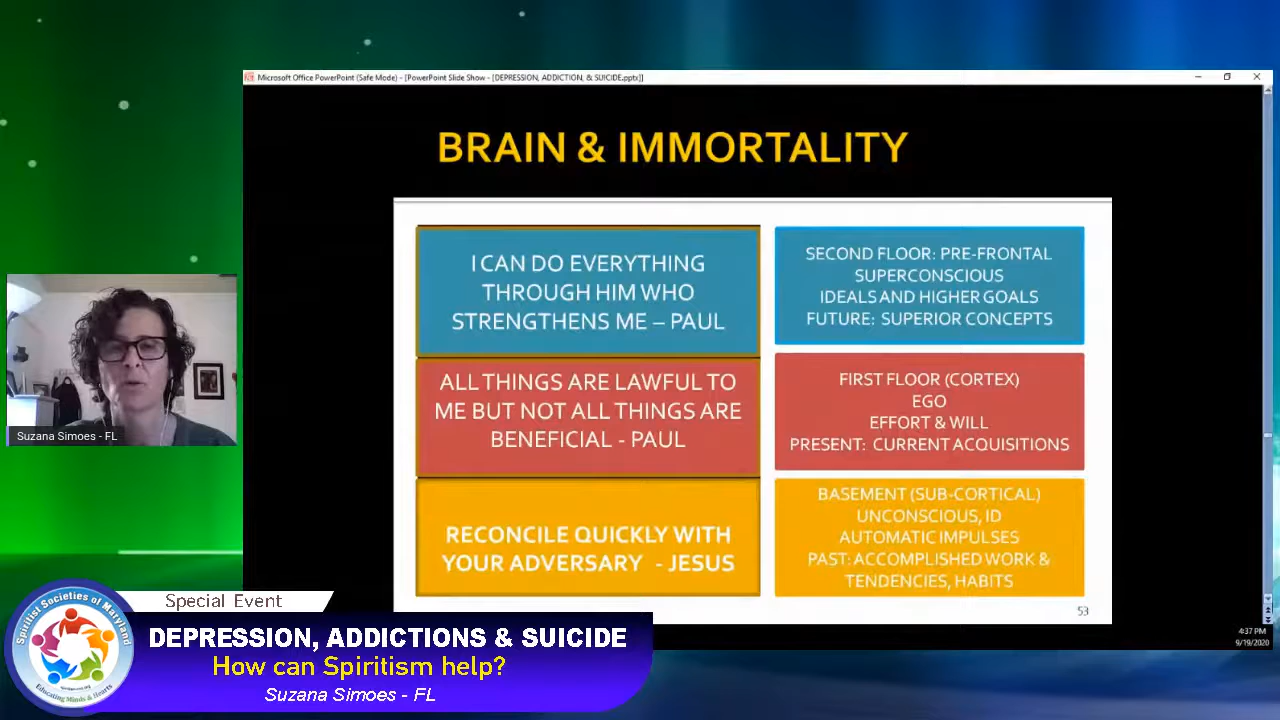 Microsoft Office PowerPoint (Safe Mode) - [PowerPoint Slide Show - [DEPRESSION, ADDICTION, & SUICIDE.pptx]]
BRAIN & IMMORTALITY
I CAN DO EVERYTHING
THROUGH HIM WHO
STRENGTHENS ME – PAUL
SECOND FLOOR: PRE-FRONTAL
SUPERCONSCIOUS
IDEALS AND HIGHER GOALS
FUTURE: SUPERIOR CONCEPTS
ALL THINGS ARE LAWFUL TO
ME BUT NOT ALL THINGS ARE
BENEFICIAL - PAUL
FIRST FLOOR (CORTEX)
EGO
EFFORT & WILL
PRESENT: CURRENT ACQUISITIONS
RECONCILE QUICKLY WITH
YOUR ADVERSARY - JESUS
BASEMENT (SUB-CORTICAL)
UNCONSCIOUS, ID
AUTOMATIC IMPULSES
PAST: ACCOMPLISHED WORK &
TENDENCIES, HABITS
53
4:37 PM
9/19/2020
Suzana Simoes - FL
Spiritist Societies of Maryland
Educating Minds & Hearts
Special Event
DEPRESSION, ADDICTIONS & SUICIDE
How can Spiritism help?
Suzana Simoes - FL